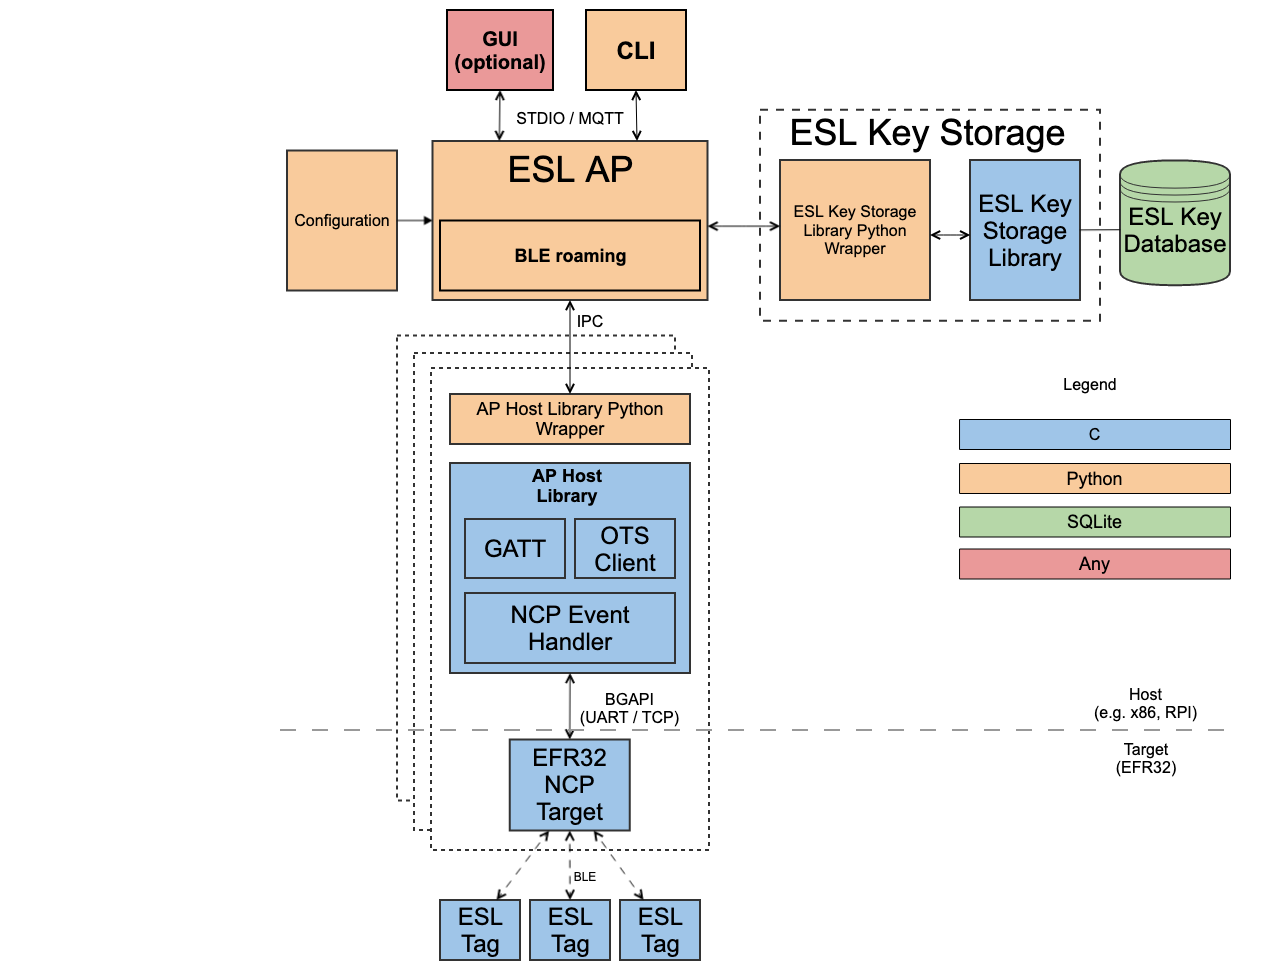 GUI
(optional)
CLI
STDIO / MQTT
ESL AP
BLE roaming
Configuration
ESL Key Storage
ESL Key Storage
Library Python
Wrapper
ESL Key
Storage
Library
ESL Key
Database
IPC
AP Host Library Python
Wrapper
AP Host
Library
GATT
OTS
Client
NCP Event
Handler
BGAPI
(UART / TCP)
EFR32
NCP
Target
BLE
ESL
Tag
ESL
Tag
ESL
Tag
Legend
C
Python
SQLite
Any
Host
(e.g. x86, RPI)
Target
(EFR32)